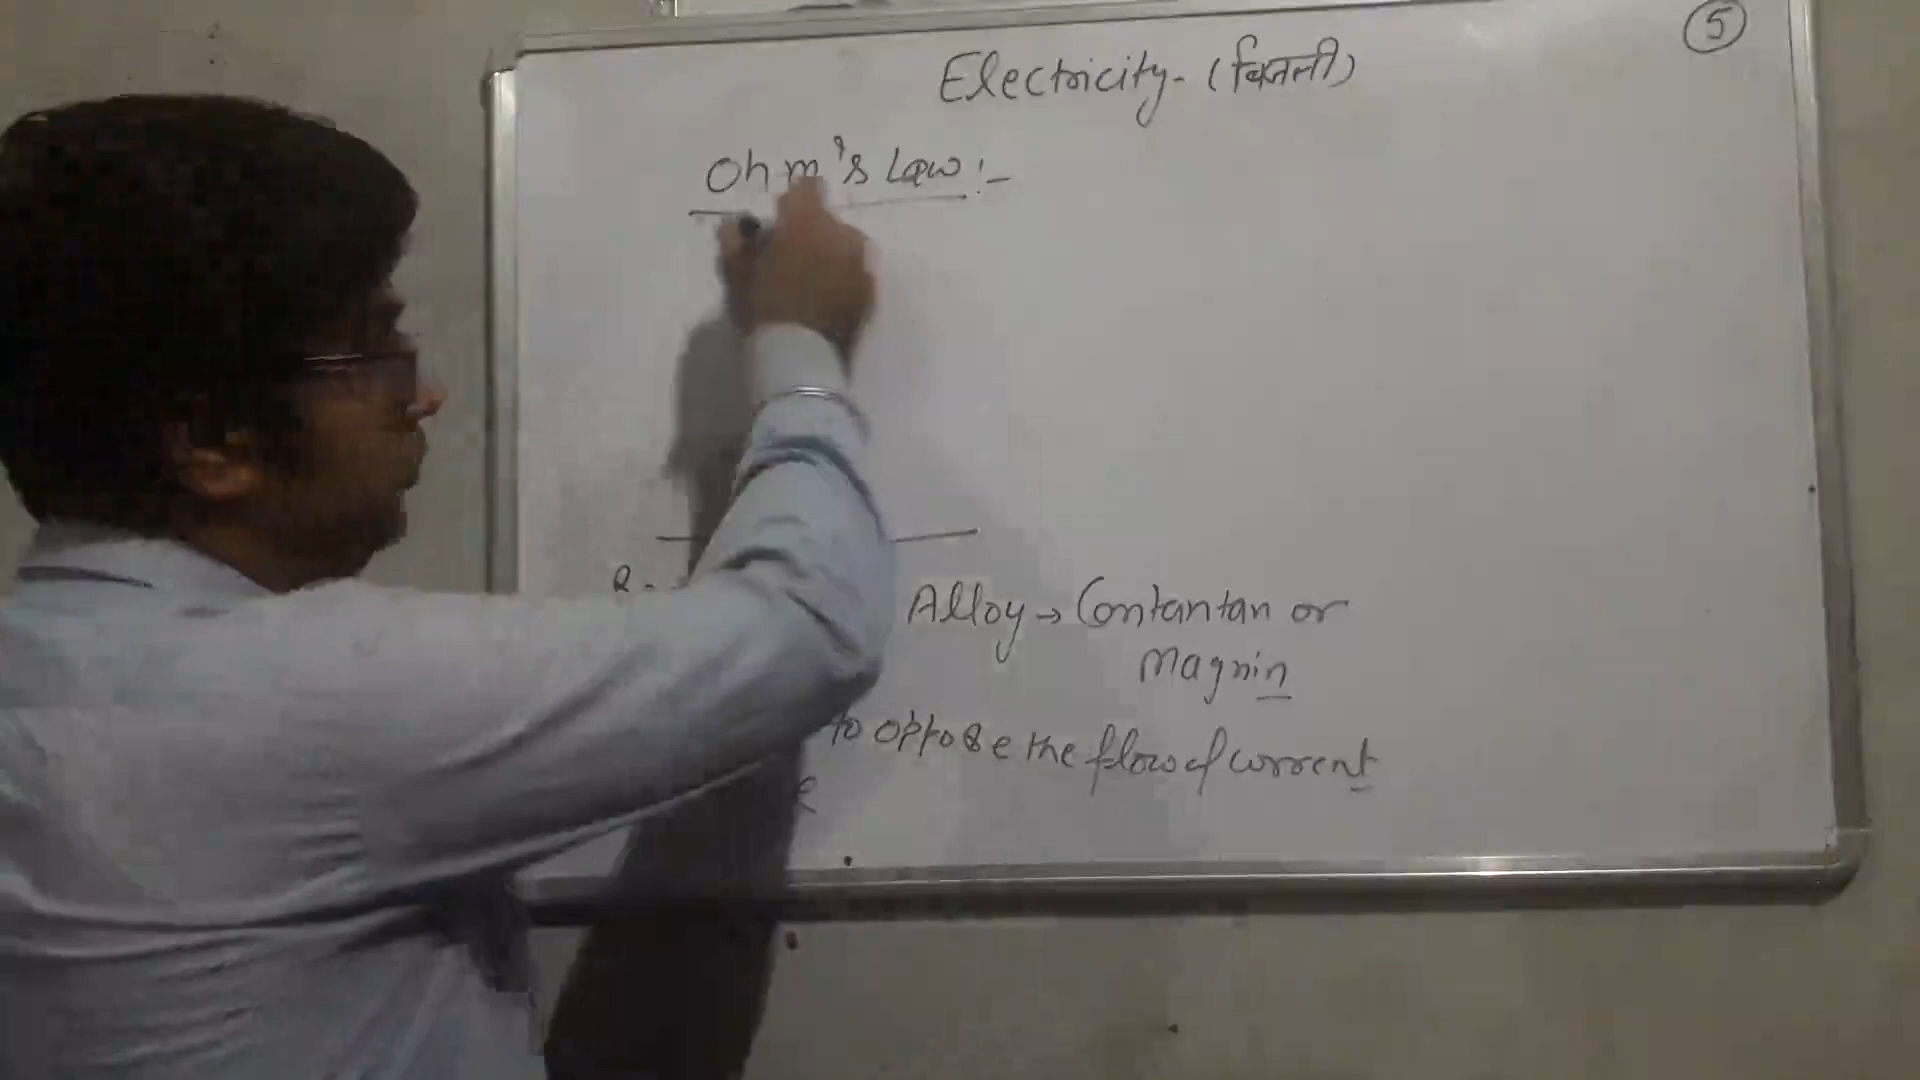 5
Electricity- (बिजली)
Ohm's Law :-
Alloy → Contantan or
Magnin
to oppose the flow of current
R